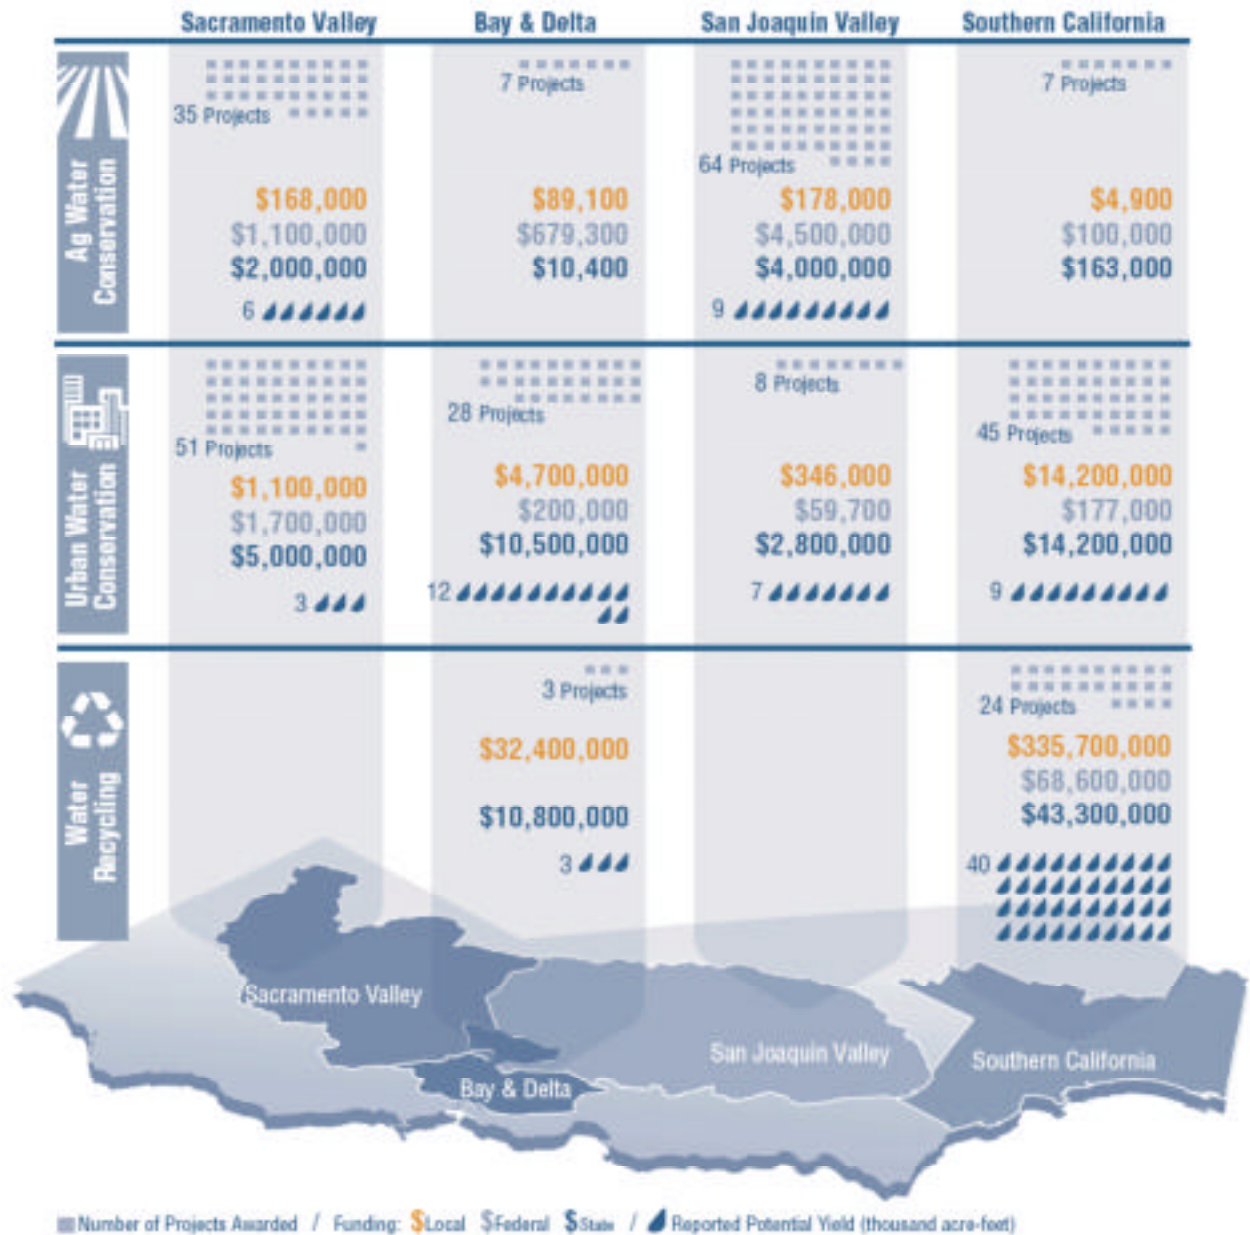 Sacramento Valley Bay & Delta San Joaquin Valley Southern California
Ag Water
Conservation
35 Projects
$168,000
$1,100,000
$2,000,000
6
7 Projects
$89,100
$679,300
$10,400
64 Projects
$178,000
$4,500,000
$4,000,000
9
7 Projects
$4,900
$100,000
$163,000
Urban Water
Conservation
51 Projects
$1,100,000
$1,700,000
$5,000,000
3
28 Projects
$4,700,000
$200,000
$10,500,000
12
8 Projects
$346,000
$59,700
$2,800,000
7
45 Projects
$14,200,000
$177,000
$14,200,000
9
Water
Recycling
3 Projects
$32,400,000
$10,800,000
3
24 Projects
$335,700,000
$68,600,000
$43,300,000
40
Sacramento Valley
San Joaquin Valley
Southern California
Bay & Delta
Number of Projects Awarded / Funding: $Local $Federal $State / Reported Potential Yield (thousand acre-feet)